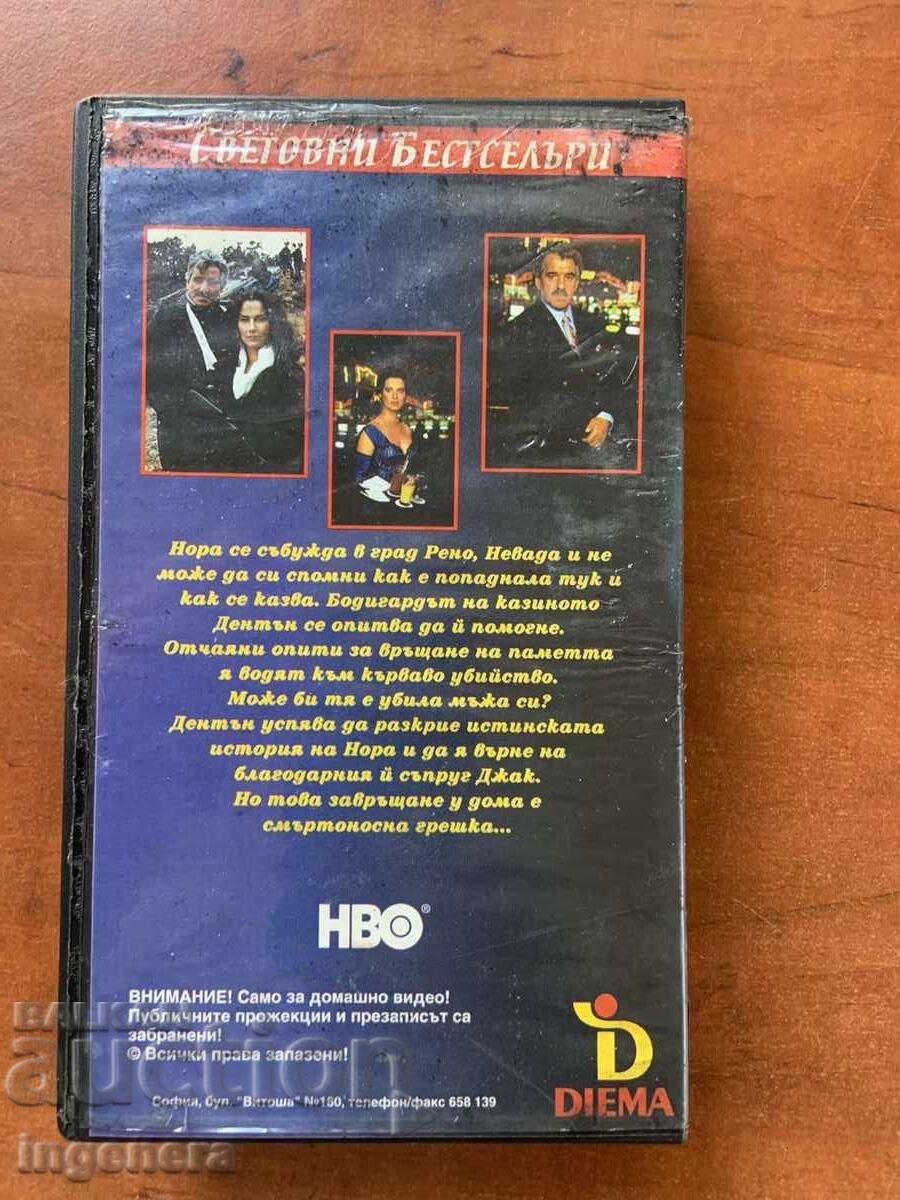 Световни Бестселъри
Нора се събужда в град Рено, Невада и не
може да си спомни как е попаднала тук и
как се казва. Бодигардът на казиното
Дентън се опитва да й помогне.
Отчаяни опити за връщане на паметта
я водят към кърваво убийство.
Може би тя е убила мъжа си?
Дентън успява да разкрие истинската
история на Нора и да я върне на
благодарния й съпруг Джак.
Но това завръщане у дома е
смъртоносна грешка...
HBO®
ВНИМАНИЕ! Само за домашно видео!
Публичните прожекции и презаписът са
забранени!
© Всички права запазени!
София, бул. "Витоша" №180, телефон/факс 658 139
D
DIEMA
BALKAN
auction
ingenera